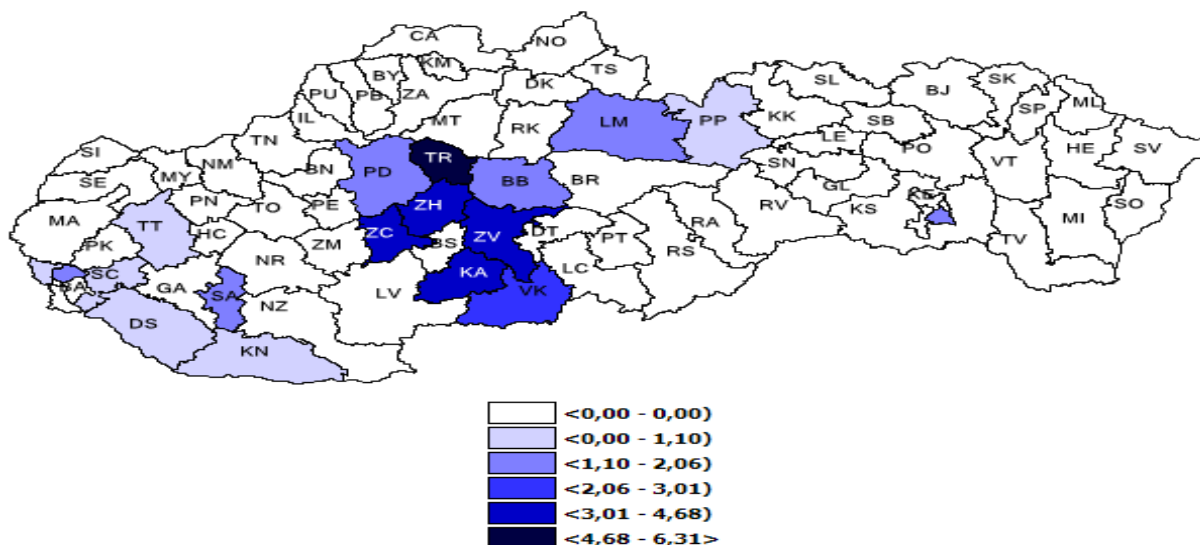 CA
NO
KM
TS
BY
DK
SL
SK
PU
PB
ZA
BJ
ML
IL
MT
RK
LM
PP
KK
SB
SP
TN
LE
PO
HE
SV
SI
BN
TR
SN
VT
NM
PD
BB
BR
SE
MY
GL
PN
TO
PE
ZH
RV
KS
KE
SO
MA
TT
HC
ZC
ZV
DT
RA
MI
PK
ZM
BS
PT
RS
TV
SC
NR
KA
LC
BA
GA
SA
NZ
LV
VK
DS
KN
<0,00 - 0,00)
<0,00 - 1,10)
<1,10 - 2,06)
<2,06 - 3,01)
<3,01 - 4,68)
<4,68 - 6,31>